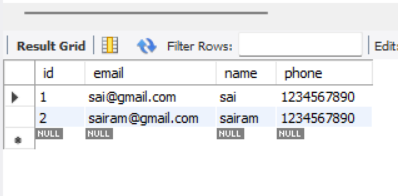 Result Grid Filter Rows: Edit:
id email name phone
1 sai@gmail.com sai 1234567890
2 sairam@gmail.com sairam 1234567890
NULL NULL NULL NULL